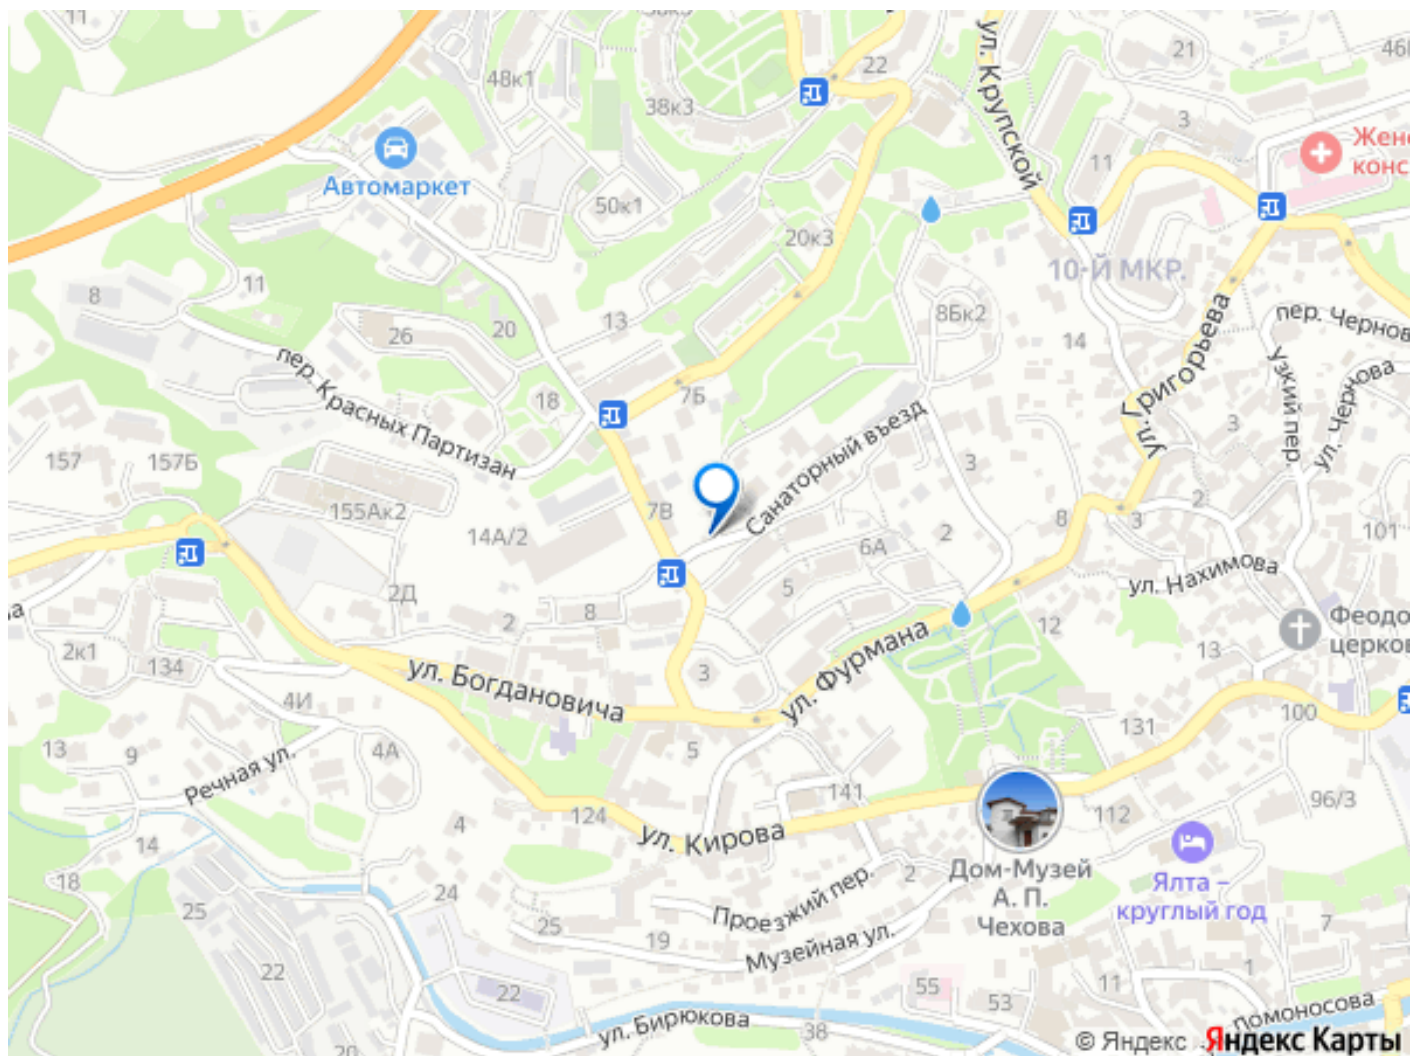 11
38к3
ул. Крупской
22
21
46
48к1
38к3
3
Женс
конс
Автомаркет
11
50к1
20к3
10-Й МКР.
11
8
8Бк2
ул. Григорьева
пер. Чернов
20
13
26
14
узкий пер.
ул. Чернова
пер. Красных Партизан
18
7Б
3
Санаторный въезд
3
157
157Б
155Ак2
14А/2
7В
2
8
3
101
6А
2
2Д
5
ул. Нахимова
8
2
12
Феодо
церков
2к1
134
ул. Богдановича
3
ул. Фурмана
13
4И
131
100
13
9
4А
5
Речная ул.
141
96/3
124
112
4
ул. Кирова
14
Дом-Музей
А. П.
Чехова
Ялта –
круглый год
18
24
2
Проезжий пер.
25
25
19
Музейная ул.
7
22
22
55
53
11
1
ул. Бирюкова
38
ломоносова
20
© Яндекс Яндекс Карты